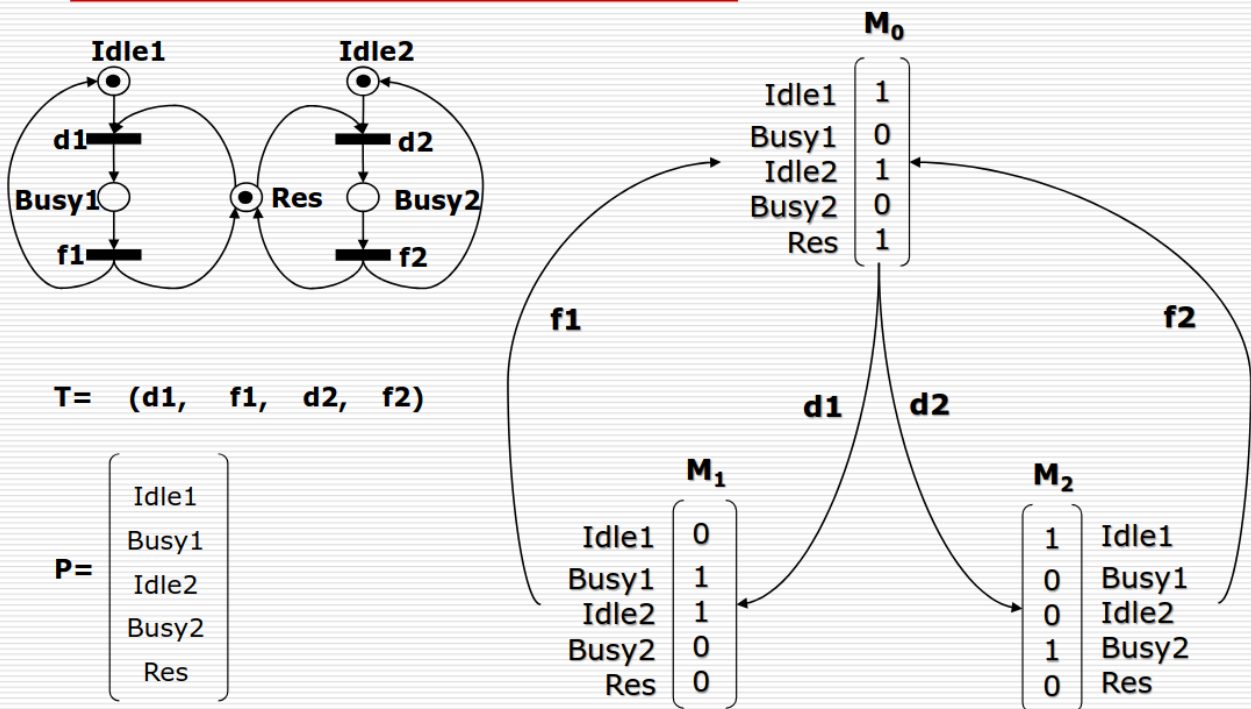 Idle1 Idle2
d1 d2
Busy1 Res Busy2
f1 f2
T= (d1, f1, d2, f2)
P=
Idle1
Busy1
Idle2
Busy2
Res
M0
Idle1 1
Busy1 0
Idle2 1
Busy2 0
Res 1
f1 f2
d1 d2
M1
Idle1 0
Busy1 1
Idle2 1
Busy2 0
Res 0
M2
1 Idle1
0 Busy1
0 Idle2
1 Busy2
0 Res